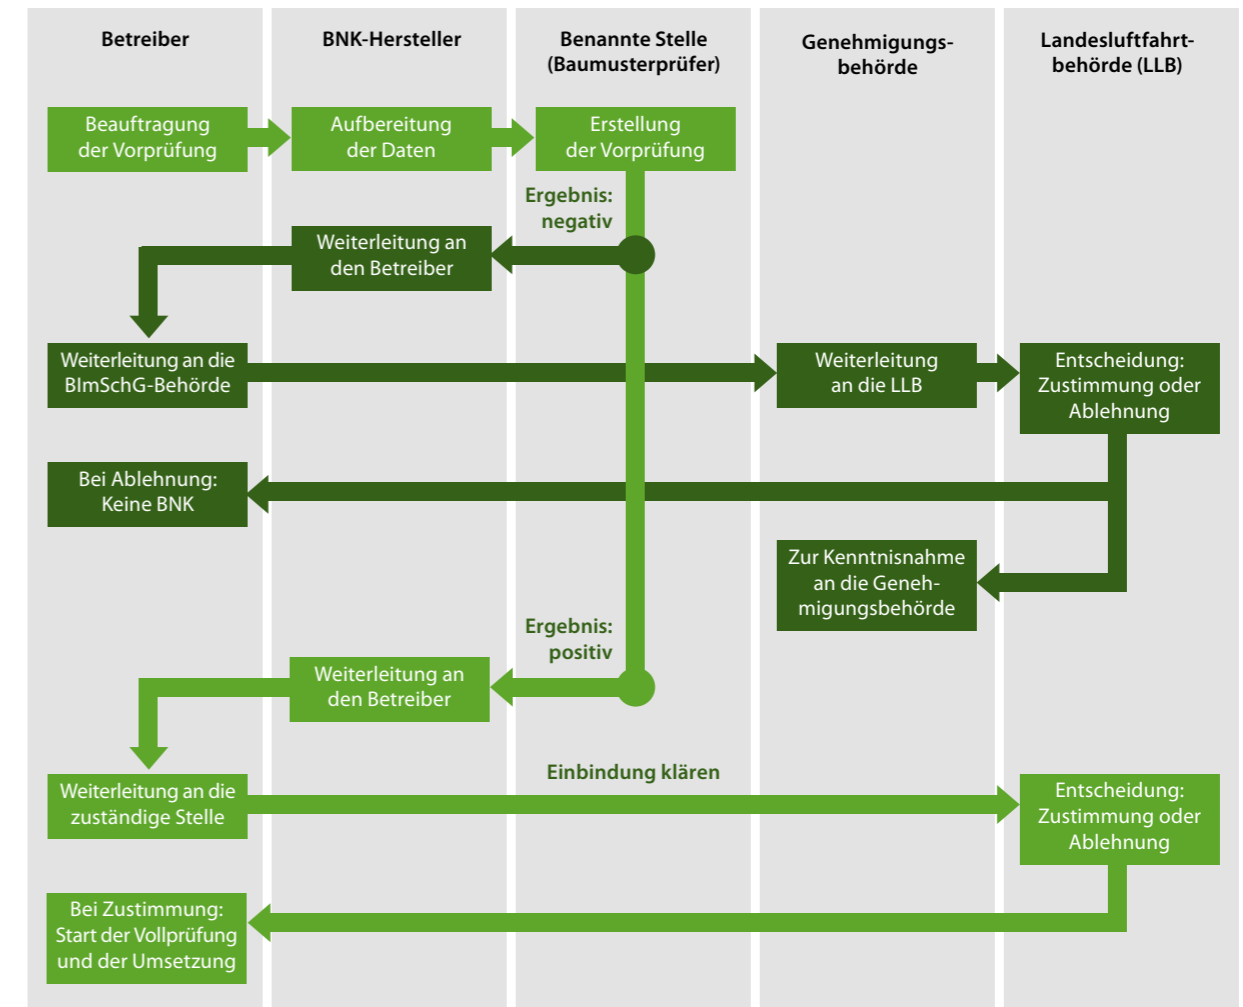 Betreiber
BNK-Hersteller
Benannte Stelle
(Baumusterprüfer)
Genehmigungs-
behörde
Landesluftfahrt-
behörde (LLB)
Beauftragung
der Vorprüfung
Aufbereitung
der Daten
Erstellung
der Vorprüfung
Ergebnis:
negativ
Weiterleitung an
den Betreiber
Weiterleitung an die
BImSchG-Behörde
Weiterleitung
an die LLB
Entscheidung:
Zustimmung oder
Ablehnung
Bei Ablehnung:
Keine BNK
Zur Kenntnisnahme
an die Geneh-
migungsbehörde
Ergebnis:
positiv
Weiterleitung an
den Betreiber
Weiterleitung an die
zuständige Stelle
Einbindung klären
Entscheidung:
Zustimmung oder
Ablehnung
Bei Zustimmung:
Start der Vollprüfung
und der Umsetzung